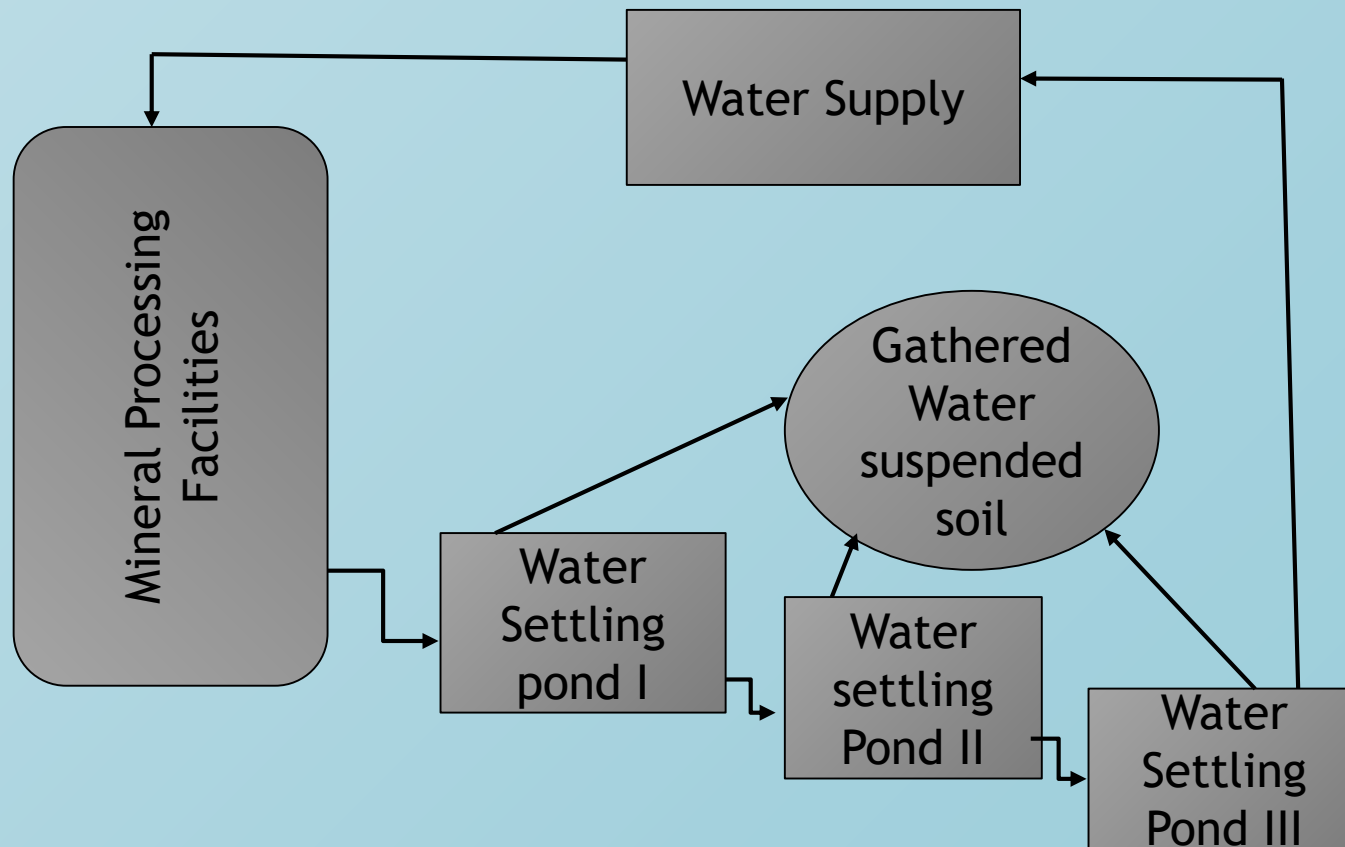 Water Supply
Mineral Processing
Facilities
Gathered
Water
suspended
soil
Water
Settling
pond I
Water
settling
Pond II
Water
Settling
Pond III